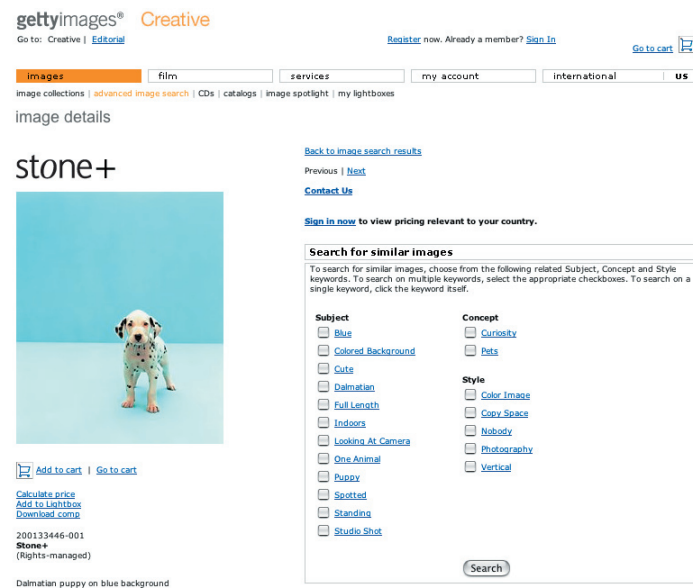 gettyimages® Creative
Go to: Creative | Editorial
Register now. Already a member? Sign In
Go to cart
images
film
services
my account
international
US
image collections | advanced image search | CDs | catalogs | image spotlight | my lightboxes
image details
stone+
Back to image search results
Previous | Next
Contact Us
Sign in now to view pricing relevant to your country.
Search for similar images
To search for similar images, choose from the following related Subject, Concept and Style
keywords. To search on multiple keywords, select the appropriate checkboxes. To search on a
single keyword, click the keyword itself.
Subject
Blue
Colored Background
Cute
Dalmatian
Full Length
Indoors
Looking At Camera
One Animal
Puppy
Spotted
Standing
Studio Shot
Concept
Curiosity
Pets
Style
Color Image
Copy Space
Nobody
Photography
Vertical
Search
Add to cart | Go to cart
Calculate price
Add to Lightbox
Download comp
200133446-001
Stone+
(Rights-managed)
Dalmatian puppy on blue background